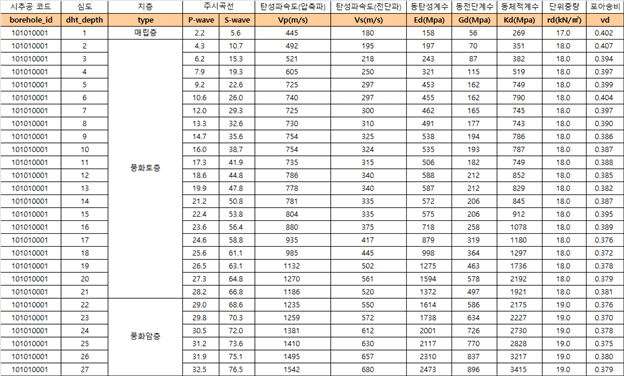 시추공 코드 심도 지층 주시곡선 탄성파속도(압축파) 탄성파속도(전단파) 동탄성계수 동전단계수 동체적계수 단위중량 포아송비
borehole_id dht_depth type P-wave S-wave Vp(m/s) Vs(m/s) Ed(Mpa) Gd(Mpa) Kd(Mpa) rd(kN/㎥) vd
101010001 1 매립층 2.2 5.6 445 180 158 56 269 17.0 0.402
101010001 2 4.3 10.7 492 195 197 70 351 18.0 0.407
101010001 3 6.2 15.3 521 218 243 87 382 18.0 0.394
101010001 4 7.9 19.3 605 250 321 115 519 18.0 0.397
101010001 5 9.2 22.6 725 297 453 162 749 18.0 0.399
101010001 6 10.6 26.0 740 297 455 162 790 18.0 0.404
101010001 7 12.0 29.3 725 300 462 165 745 18.0 0.397
101010001 8 13.3 32.6 730 310 491 177 743 18.0 0.390
101010001 9 14.7 35.6 754 325 538 194 786 18.0 0.386
101010001 10 16.0 38.7 754 324 535 193 787 18.0 0.387
101010001 11 풍화토층 17.3 41.9 735 315 506 182 749 18.0 0.388
101010001 12 18.6 44.8 786 340 588 212 852 18.0 0.385
101010001 13 19.9 47.8 778 340 587 212 829 18.0 0.382
101010001 14 21.2 50.8 781 335 572 206 845 18.0 0.387
101010001 15 22.4 53.8 804 335 575 206 912 18.0 0.395
101010001 16 23.6 56.4 880 375 718 258 1078 18.0 0.389
101010001 17 24.6 58.8 935 417 879 319 1180 18.0 0.376
101010001 18 25.6 61.1 985 445 998 364 1297 18.0 0.372
101010001 19 26.5 63.1 1132 502 1275 463 1736 18.0 0.378
101010001 20 27.3 64.8 1270 561 1594 578 2192 18.0 0.379
101010001 21 28.2 66.8 1186 520 1372 497 1921 18.0 0.381
101010001 22 29.0 68.6 1235 550 1614 586 2175 19.0 0.376
101010001 23 29.8 70.3 1259 572 1738 634 2227 19.0 0.370
101010001 24 풍화암층 30.5 72.0 1381 612 2001 726 2730 19.0 0.378
101010001 25 31.2 73.6 1410 630 2117 770 2828 19.0 0.375
101010001 26 31.9 75.1 1495 657 2310 837 3217 19.0 0.380
101010001 27 32.5 76.5 1542 680 2473 896 3415 19.0 0.379